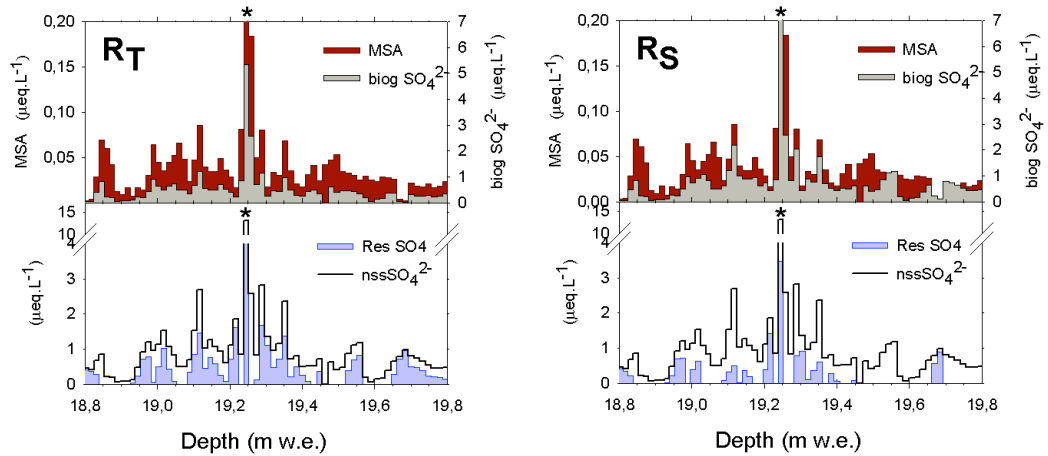 *
*
0,20
0,15
0,10
0,05
MSA (µeq.L⁻¹)
R_T
MSA
biog SO₄²⁻
7
6
5
4
3
2
1
0
biog SO₄²⁻ (µeq.L⁻¹)
0,20
0,15
0,10
0,05
0,00
MSA (µeq.L⁻¹)
R_S
MSA
biog SO₄²⁻
7
6
5
4
3
2
1
0
biog SO₄²⁻ (µeq.L⁻¹)
15
10
4
3
2
1
0
(µeq.L⁻¹)
*
Res SO4
nssSO₄²⁻
18,8 19,0 19,2 19,4 19,6 19,8
Depth (m w.e.)
15
10
4
3
2
1
0
(µeq.L⁻¹)
*
Res SO4
nssSO₄²⁻
18,8 19,0 19,2 19,4 19,6 19,8
Depth (m w.e.)